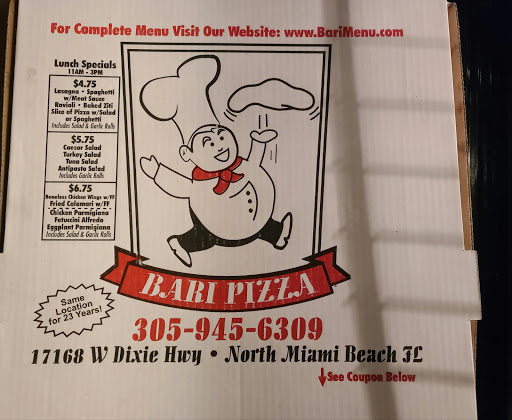 For Complete Menu Visit Our Website: www.BariMenu.com
Lunch Specials
11AM - 3PM
$4.75
Lasagna • Spaghetti
w/Meat Sauce
Ravioli • Baked Ziti
Slice of Pizza w/Salad
or Spaghetti
Includes Salad & Garlic Rolls
$5.75
Caesar Salad
Turkey Salad
Tuna Salad
Antipasto Salad
Includes Garlic Rolls
$6.75
Boneless Chicken Wings w/FF
Fried Calamari w/FF
Chicken Parmigiana
Fetuccini Alfredo
Eggplant Parmigiana
Includes Salad & Garlic Rolls
BARI PIZZA
Same
Location
for 23 Years!
305-945-6309
17168 W Dixie Hwy • North Miami Beach FL
See Coupon Below